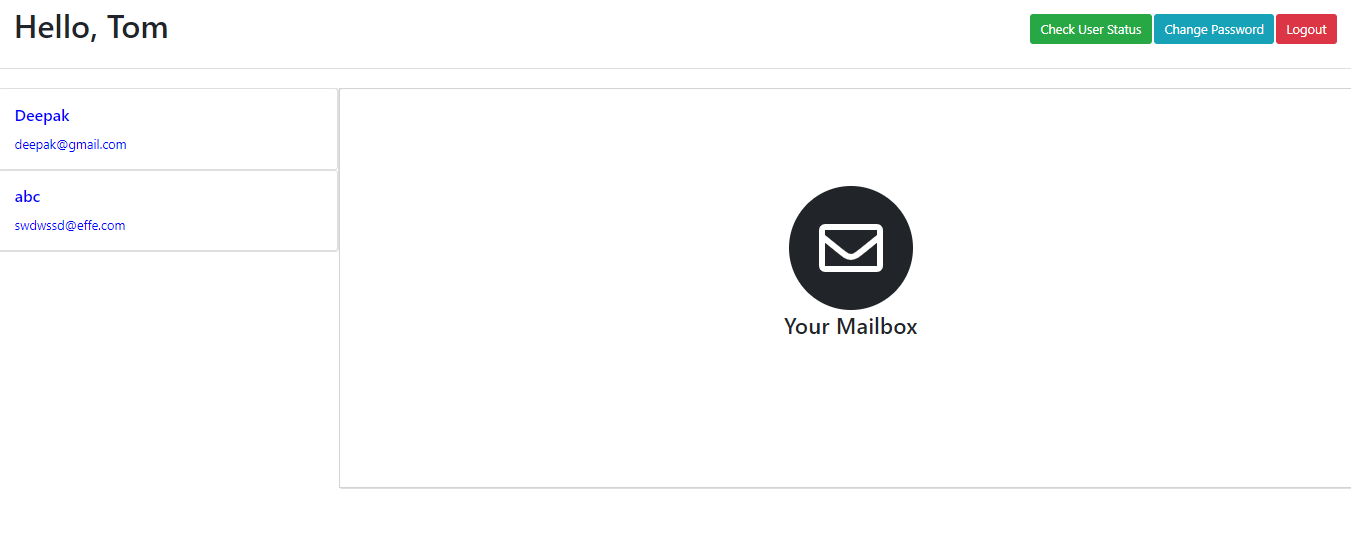 Hello, Tom
Check User Status
Change Password
Logout
Deepak
deepak@gmail.com
abc
swdwssd@effe.com
Your Mailbox